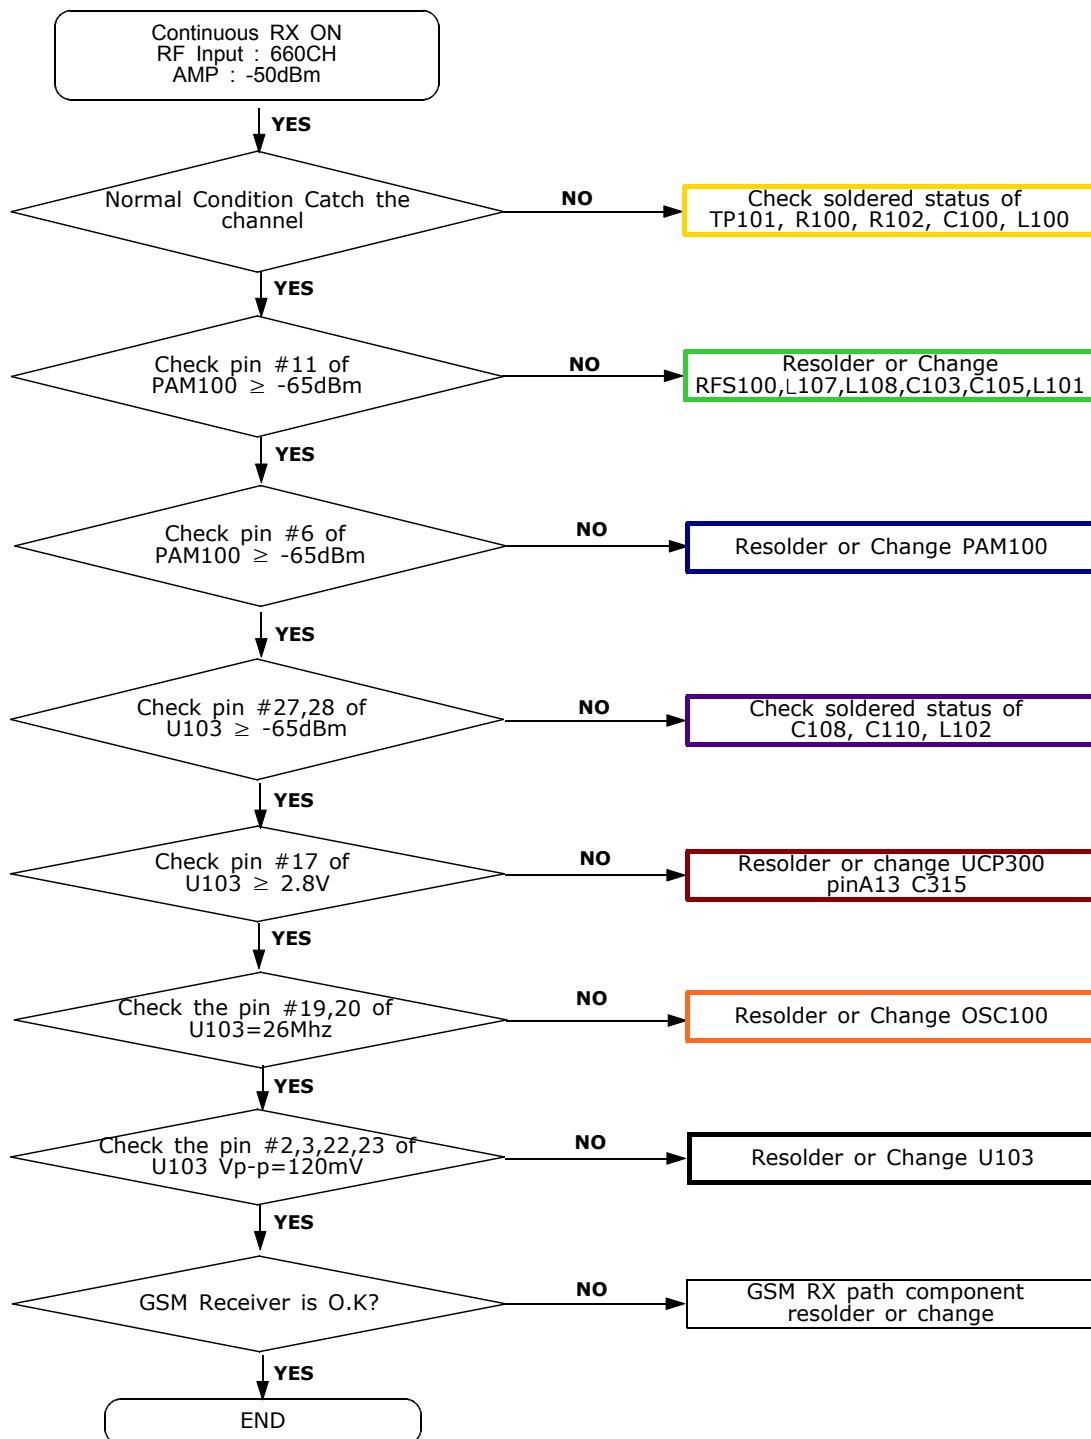 Continuous RX ON
RF Input : 660CH
AMP : -50dBm
YES
Normal Condition Catch the
channel
NO
Check soldered status of
TP101, R100, R102, C100, L100
YES
Check pin #11 of
PAM100 ≥ -65dBm
NO
Resolder or Change
RFS100,L107,L108,C103,C105,L101
YES
Check pin #6 of
PAM100 ≥ -65dBm
NO
Resolder or Change PAM100
YES
Check pin #27,28 of
U103 ≥ -65dBm
NO
Check soldered status of
C108, C110, L102
YES
Check pin #17 of
U103 ≥ 2.8V
NO
Resolder or change UCP300
pinA13 C315
YES
Check the pin #19,20 of
U103=26Mhz
NO
Resolder or Change OSC100
YES
Check the pin #2,3,22,23 of
U103 Vp-p=120mV
NO
Resolder or Change U103
YES
GSM Receiver is O.K?
NO
GSM RX path component
resolder or change
YES
END